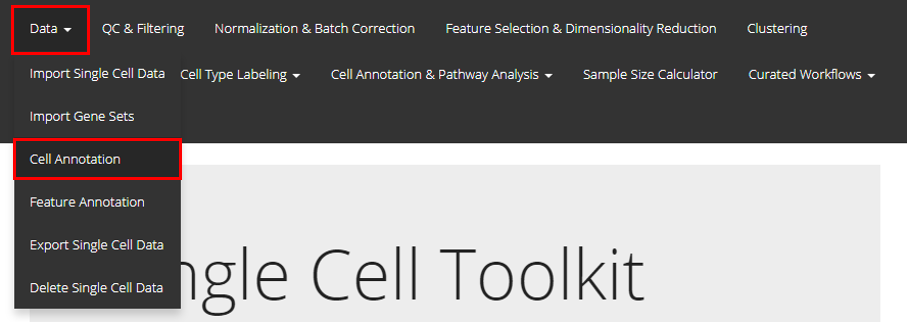 Data QC & Filtering Normalization & Batch Correction Feature Selection & Dimensionality Reduction Clustering
Cell Type Labeling Cell Annotation & Pathway Analysis Sample Size Calculator Curated Workflows
Import Single Cell Data
Import Gene Sets
Cell Annotation
Feature Annotation
Export Single Cell Data
Delete Single Cell Data
ngle Cell Toolkit